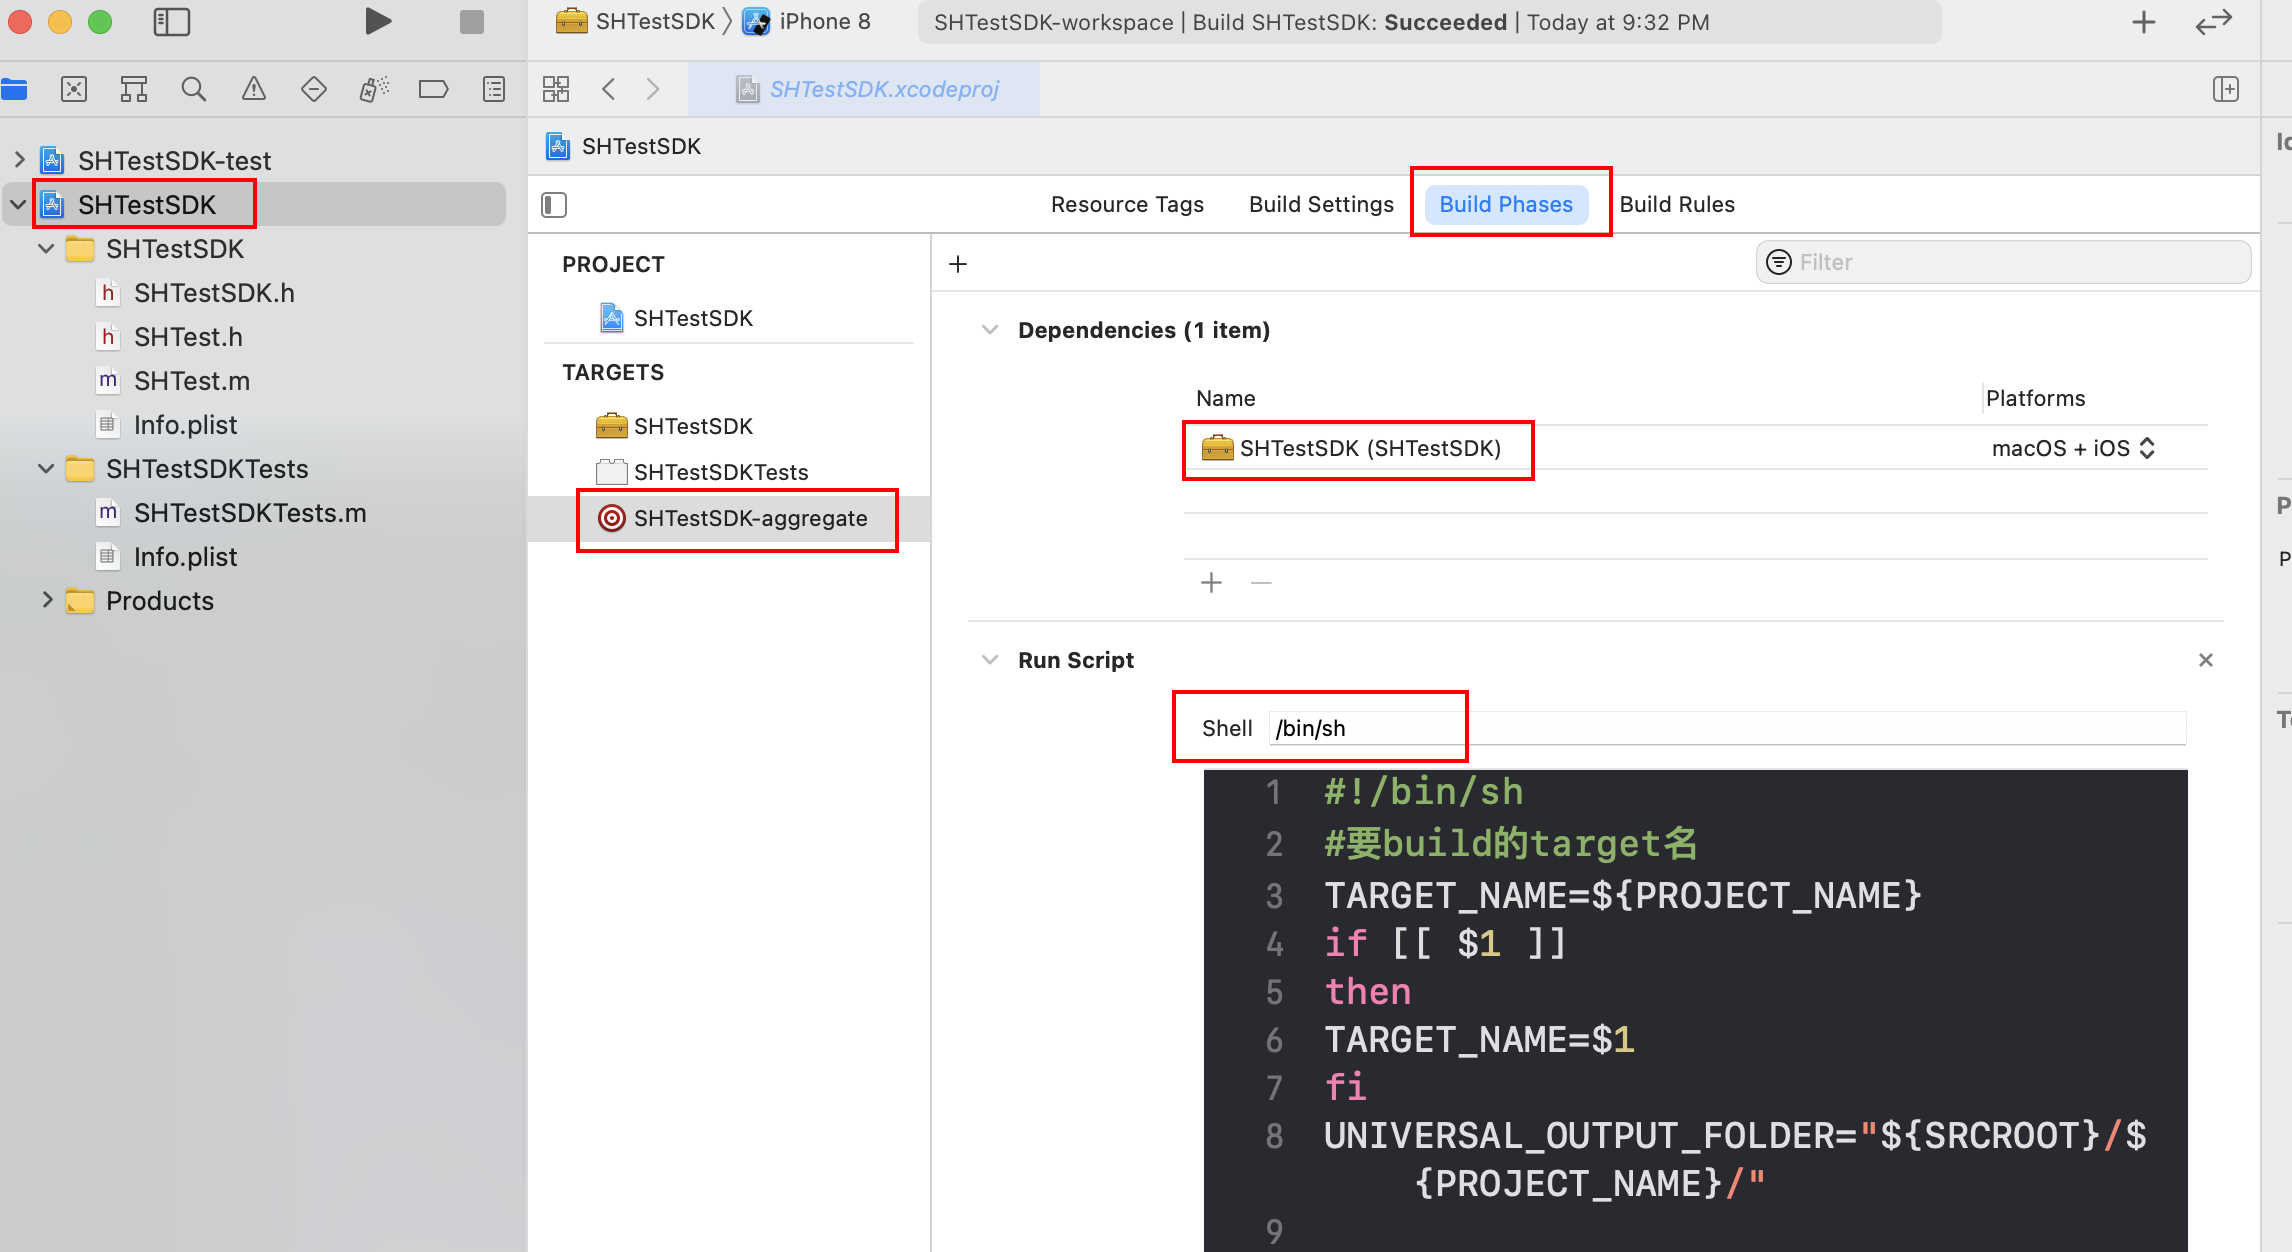 SHTestSDK
iPhone 8
SHTestSDK-workspace | Build SHTestSDK: Succeeded | Today at 9:32 PM
SHTestSDK.xcodeproj
SHTestSDK-test
SHTestSDK
SHTestSDK
SHTestSDK.h
SHTest.h
SHTest.m
Info.plist
SHTestSDKTests
SHTestSDKTests.m
Info.plist
Products
SHTestSDK
Resource Tags
Build Settings
Build Phases
Build Rules
PROJECT
SHTestSDK
TARGETS
SHTestSDK
SHTestSDKTests
SHTestSDK-aggregate
Filter
Dependencies (1 item)
Name
Platforms
SHTestSDK (SHTestSDK)
macOS + iOS
Run Script
Shell /bin/sh
1 #!/bin/sh
2 #要build的target名
3 TARGET_NAME=${PROJECT_NAME}
4 if [[ $1 ]]
5 then
6 TARGET_NAME=$1
7 fi
8 UNIVERSAL_OUTPUT_FOLDER="${SRCROOT}/$
{PROJECT_NAME}/"
9